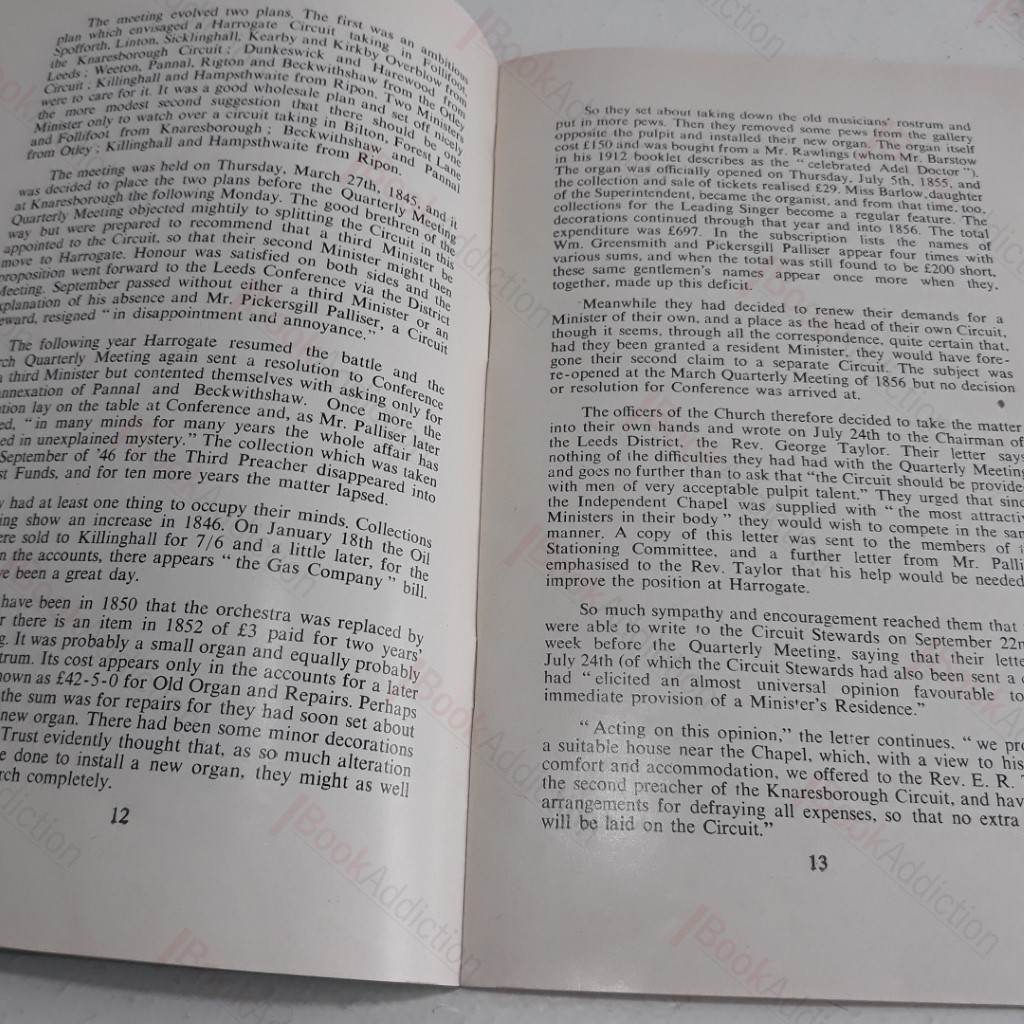 The meeting evolved two plans. The first was an ambitious
plan which envisaged a Harrogate Circuit taking in Follifoot,
Spofforth, Linton, Sicklinghall, Kearby and Kirkby Overblow from
the Knaresborough Circuit; Dunkeswick and Harewood from
Leeds; Weeton, Pannal, Rigton and Beckwithshaw from the Otley
Circuit; Killinghall and Hampsthwaite from Ripon. Two Ministers
were to care for it. It was a good wholesale plan and set off nicely
the more modest second suggestion that there should be one
Minister only to watch over a circuit taking in Bilton, Forest Lane
and Follifoot from Knaresborough; Beckwithshaw and Pannal
from Otley; Killinghall and Hampsthwaite from Ripon.
The meeting was held on Thursday, March 27th, 1845, and it
was decided to place the two plans before the Quarterly Meeting
at Knaresborough the following Monday. The good brethren of the
Quarterly Meeting objected mightily to splitting the Circuit in this
way but were prepared to recommend that a third Minister be
appointed to the Circuit, so that their second Minister might then
move to Harrogate. Honour was satisfied on both sides and the
proposition went forward to the Leeds Conference via the District
Meeting. September passed without either a third Minister or an
explanation of his absence and Mr. Pickersgill Palliser, a Circuit
eward, resigned "in disappointment and annoyance."
The following year Harrogate resumed the battle and the
rch Quarterly Meeting again sent a resolution to Conference
a third Minister but contented themselves with asking only for
annexation of Pannal and Beckwithshaw. Once more the
tion lay on the table at Conference and, as Mr. Palliser later
ed, "in many minds for many years the whole affair has
ed in unexplained mystery." The collection which was taken
September of '46 for the Third Preacher disappeared into
st Funds, and for ten more years the matter lapsed.
y had at least one thing to occupy their minds. Collections
ing show an increase in 1846. On January 18th the Oil
ere sold to Killinghall for 7/6 and a little later, for the
n the accounts, there appears "the Gas Company" bill.
ve been a great day.
have been in 1850 that the orchestra was replaced by
r there is an item in 1852 of £3 paid for two years'
g. It was probably a small organ and equally probably
trum. Its cost appears only in the accounts for a later
nown as £42-5-0 for Old Organ and Repairs. Perhaps
the sum was for repairs for they had soon set about
new organ. There had been some minor decorations
Trust evidently thought that, as so much alteration
e done to install a new organ, they might as well
rch completely.
12
So they set about taking down the old musicians' rostrum and
put in more pews. Then they removed some pews from the gallery
opposite the pulpit and installed their new organ. The organ itself
cost £150 and was bought from a Mr. Rawlings (whom Mr. Barstow
in his 1912 booklet describes as the "celebrated Adel Doctor").
The organ was officially opened on Thursday, July 5th, 1855, and
the collection and sale of tickets realised £29. Miss Barlow, daughter
of the Superintendent, became the organist, and from that time, too,
collections for the Leading Singer become a regular feature. The
decorations continued through that year and into 1856. The total
expenditure was £697. In the subscription lists the names of
Wm. Greensmith and Pickersgill Palliser appear four times with
various sums, and when the total was still found to be £200 short,
these same gentlemen's names appear once more when they,
together, made up this deficit.
Meanwhile they had decided to renew their demands for a
Minister of their own, and a place as the head of their own Circuit,
though it seems, through all the correspondence, quite certain that,
had they been granted a resident Minister, they would have fore-
gone their second claim to a separate Circuit. The subject was
re-opened at the March Quarterly Meeting of 1856 but no decision
or resolution for Conference was arrived at.
The officers of the Church therefore decided to take the matter
into their own hands and wrote on July 24th to the Chairman of
the Leeds District, the Rev. George Taylor. Their letter says
nothing of the difficulties they had had with the Quarterly Meeting
and goes no further than to ask that "the Circuit should be provide
with men of very acceptable pulpit talent." They urged that sinc
the Independent Chapel was supplied with "the most attracti
Ministers in their body" they would wish to compete in the sam
manner. A copy of this letter was sent to the members of t
Stationing Committee, and a further letter from Mr. Palli
emphasised to the Rev. Taylor that his help would be needed
improve the position at Harrogate.
So much sympathy and encouragement reached them that
were able to write to the Circuit Stewards on September 22n
week before the Quarterly Meeting, saying that their lette
July 24th (of which the Circuit Stewards had also been sent a c
had "elicited an almost universal opinion favourable to
immediate provision of a Minister's Residence."
"Acting on this opinion," the letter continues, "we pro
a suitable house near the Chapel, which, with a view to his
comfort and accommodation, we offered to the Rev. E. R. T
the second preacher of the Knaresborough Circuit, and hav
arrangements for defraying all expenses, so that no extra
will be laid on the Circuit."
13